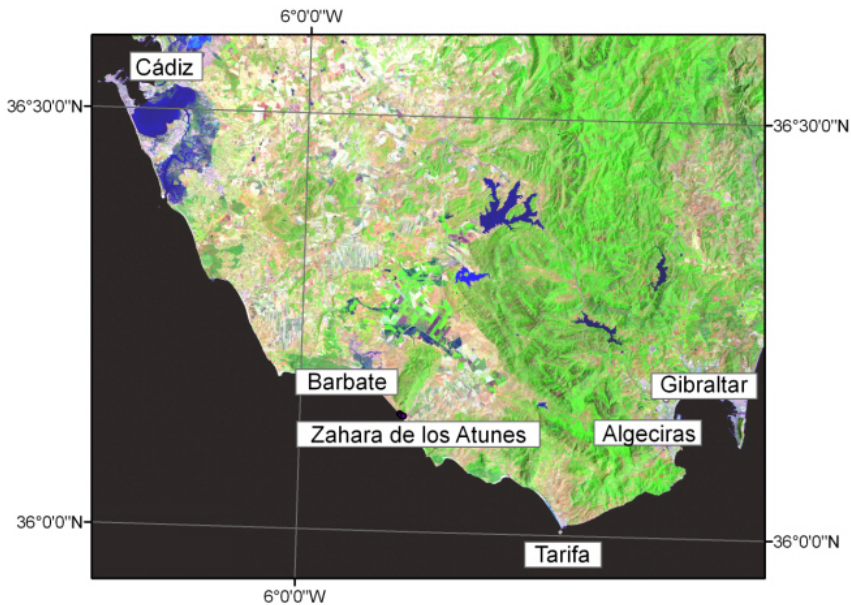 6°0'0"W
Cádiz
36°30'0"N
36°30'0"N
Barbate
Gibraltar
Zahara de los Atunes
Algeciras
36°0'0"N
36°0'0"N
Tarifa
6°0'0"W